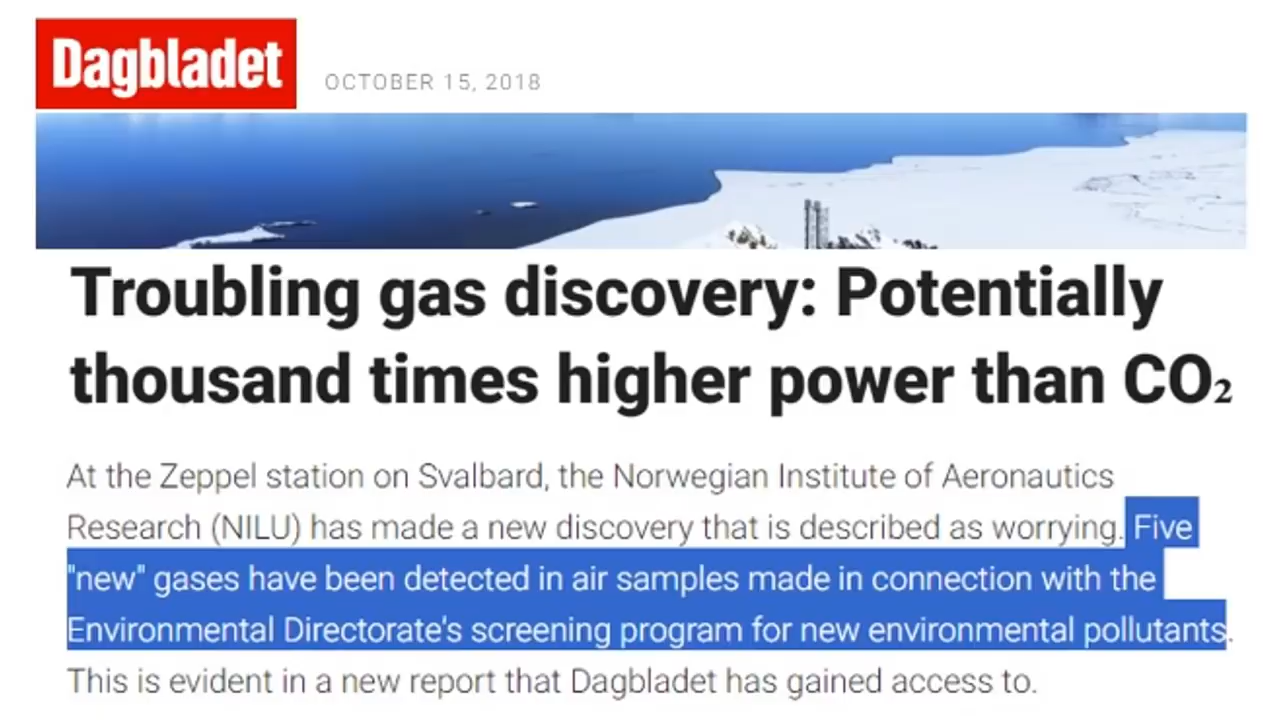 Dagbladet
OCTOBER 15, 2018
Troubling gas discovery: Potentially
thousand times higher power than CO₂
At the Zeppel station on Svalbard, the Norwegian Institute of Aeronautics
Research (NILU) has made a new discovery that is described as worrying. Five
"new" gases have been detected in air samples made in connection with the
Environmental Directorate's screening program for new environmental pollutants.
This is evident in a new report that Dagbladet has gained access to.